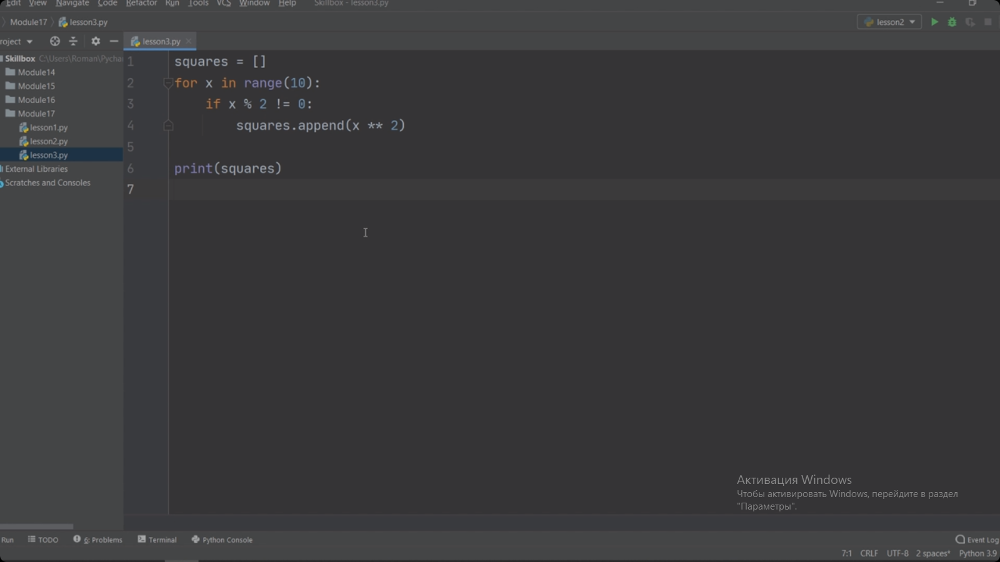 Edit View Navigate Code Refactor Run Tools VCS Window Help Skillbox - lesson3.py
Module17 lesson3.py lesson2
roject lesson3.py
Skillbox C:\Users\Roman\Pycha
Module14
Module15
Module16
Module17
lesson1.py
lesson2.py
lesson3.py
External Libraries
Scratches and Consoles
1 squares = []
2 for x in range(10):
3 if x % 2 != 0:
4 squares.append(x ** 2)
5
6 print(squares)
7
Активация Windows
Чтобы активировать Windows, перейдите в раздел
"Параметры".
Run TODO 6: Problems Terminal Python Console Event Log
7:1 CRLF UTF-8 2 spaces* Python 3.9